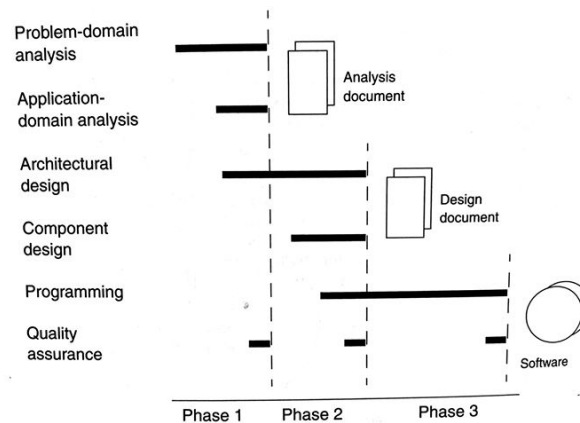 Problem-domain
analysis
Analysis
document
Application-
domain analysis
Architectural
design
Design
document
Component
design
Programming
Quality
assurance
Software
Phase 1
Phase 2
Phase 3